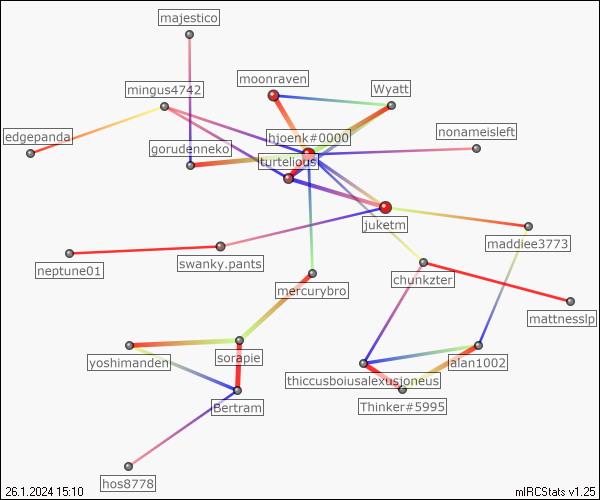 majestico
moonraven
mingus4742
Wyatt
edgepanda
bjoenk#0000
nonameisleft
gorudenneko
turtelious
juketm
maddiee3773
swanky.pants
neptune01
chunkzter
mercurybro
mattnesslp
sorapie
yoshimanden
alan1002
thiccusboiusalexusjoneus
Bertram
Thinker#5995
hos8778
26.1.2024 15:10
mIRCStats v1.25